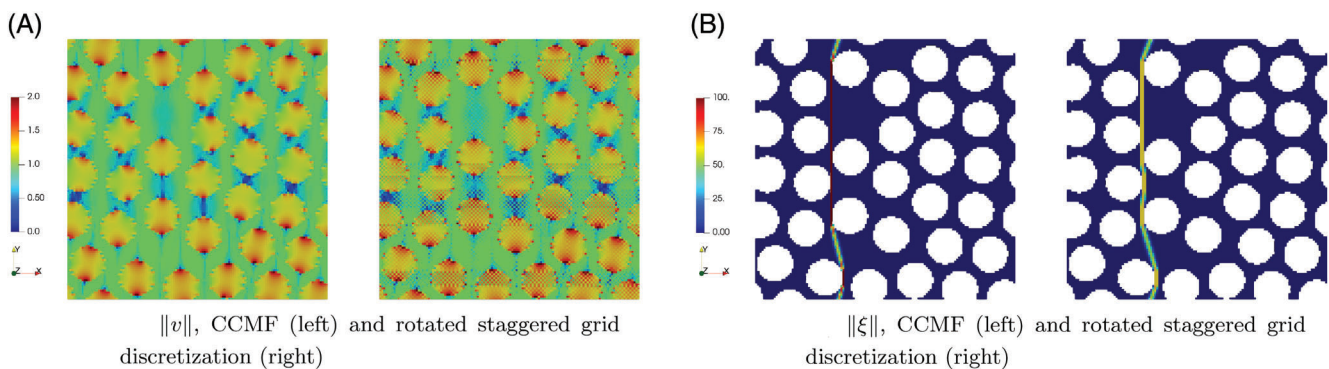 (A)
2.0
1.5
1.0
0.50
0
Y
Z
X
‖v‖, CCMF (left) and rotated staggered grid
discretization (right)
(B)
100.
75.
50.
25.
0.00
Y
Z
X
‖ξ‖, CCMF (left) and rotated staggered grid
discretization (right)